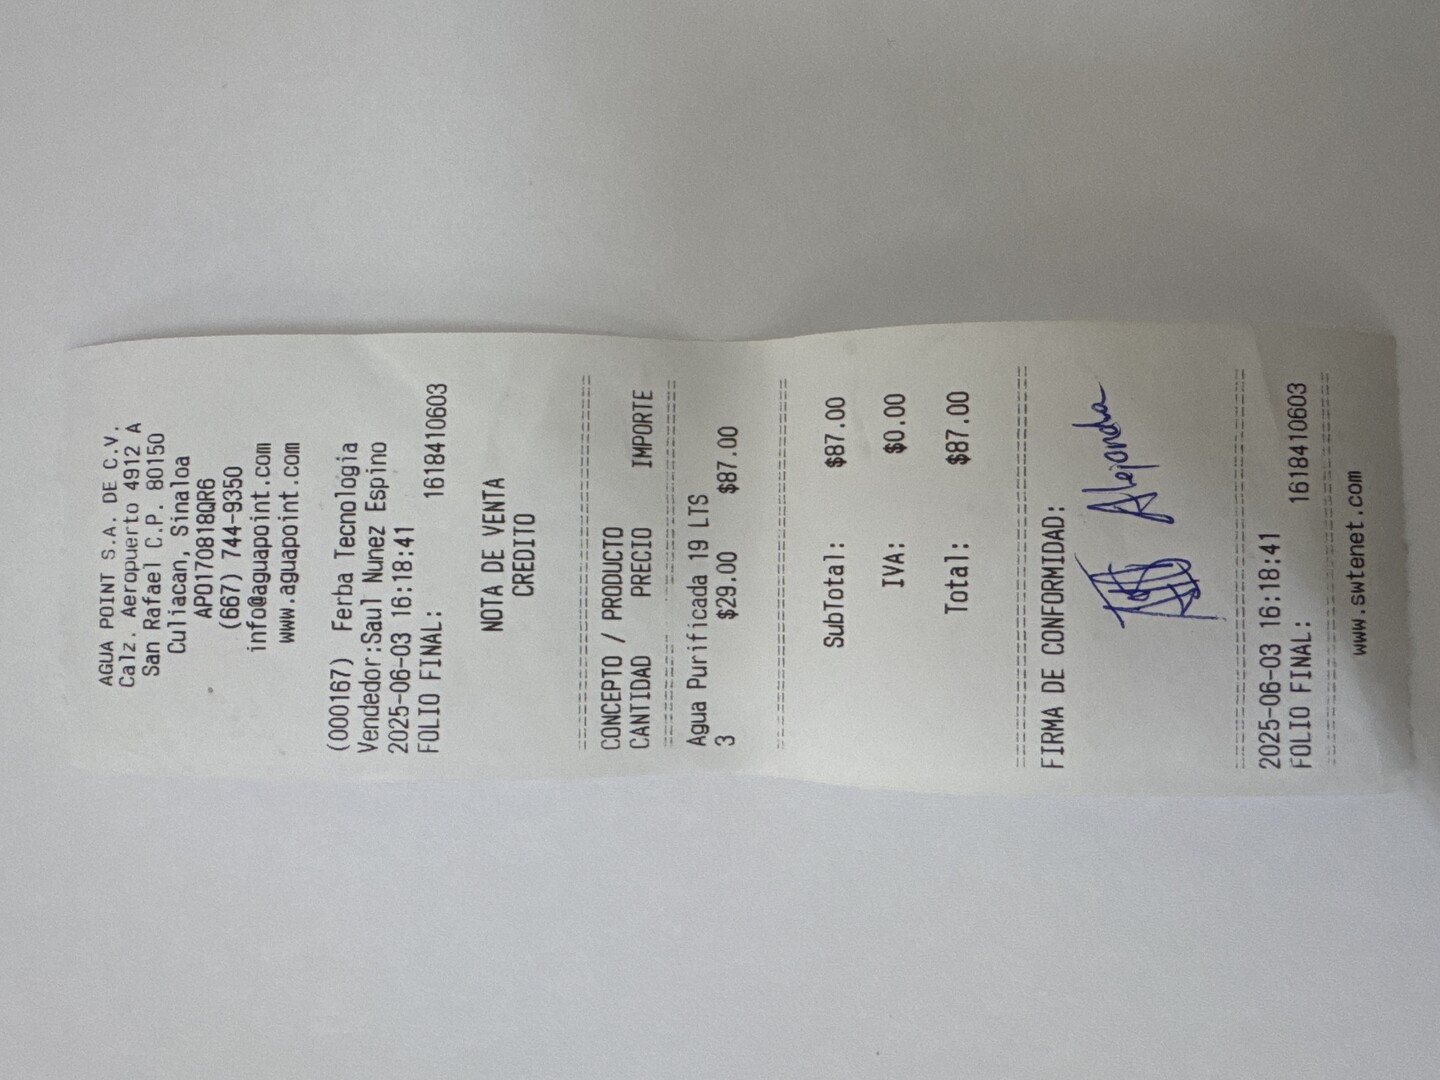 AGUA POINT S.A. DE C.V.
Calz. Aeropuerto 4912 A
San Rafael C.P. 80150
Culiacan, Sinaloa
APO170818QR6
(667) 744-9350
info@aguapoint.com
www.aguapoint.com
(000167) Ferba Tecnologia
Vendedor:Saul Nunez Espino
2025-06-03 16:18:41
FOLIO FINAL: 1618410603
NOTA DE VENTA
CREDITO
CONCEPTO / PRODUCTO
CANTIDAD PRECIO IMPORTE
Agua Purificada 19 LTS
3 $29.00 $87.00
SubTotal: $87.00
IVA: $0.00
Total: $87.00
FIRMA DE CONFORMIDAD:
Alejandra
2025-06-03 16:18:41
FOLIO FINAL: 1618410603
www.swtenet.com